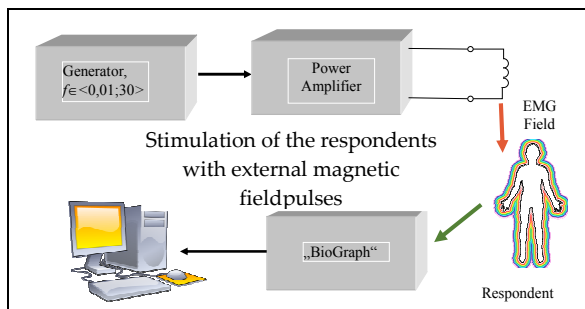 Generator,
f∈<0,01;30>
Power
Amplifier
EMG
Field
Stimulation of the respondents
with external magnetic
fieldpulses
„BioGraph“
Respondent